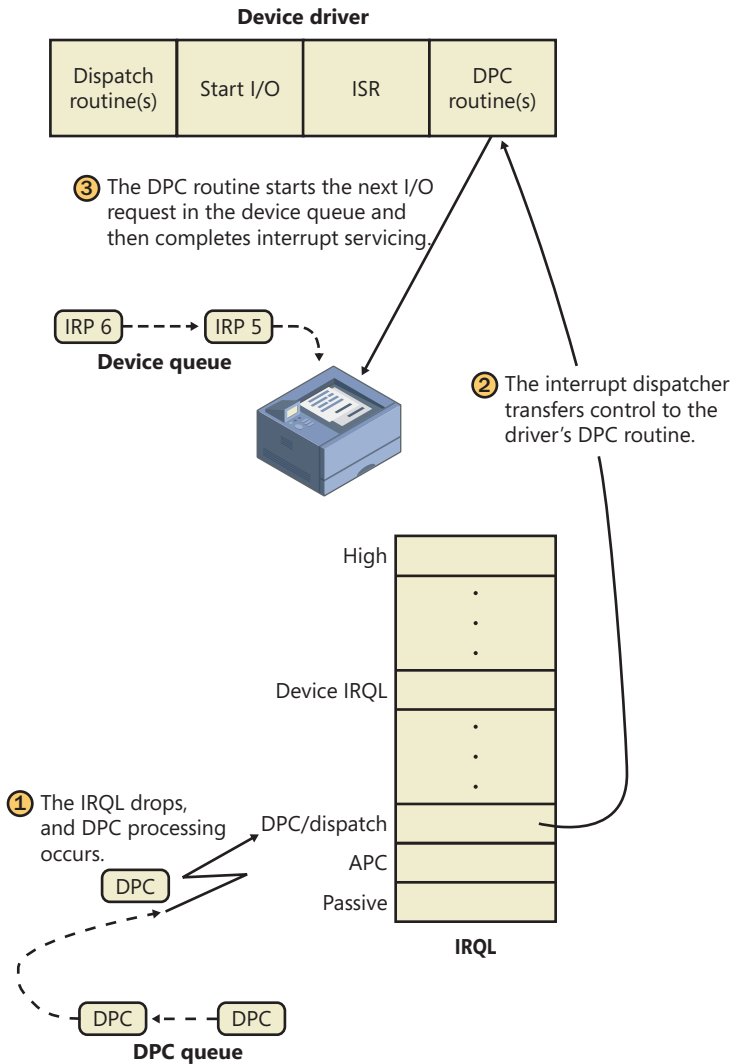 Device driver
Dispatch
routine(s)
Start I/O
ISR
DPC
routine(s)
3 The DPC routine starts the next I/O
request in the device queue and
then completes interrupt servicing.
IRP 6
IRP 5
Device queue
2 The interrupt dispatcher
transfers control to the
driver’s DPC routine.
High
Device IRQL
1 The IRQL drops,
and DPC processing
occurs.
DPC/dispatch
APC
Passive
IRQL
DPC
DPC
DPC
DPC queue